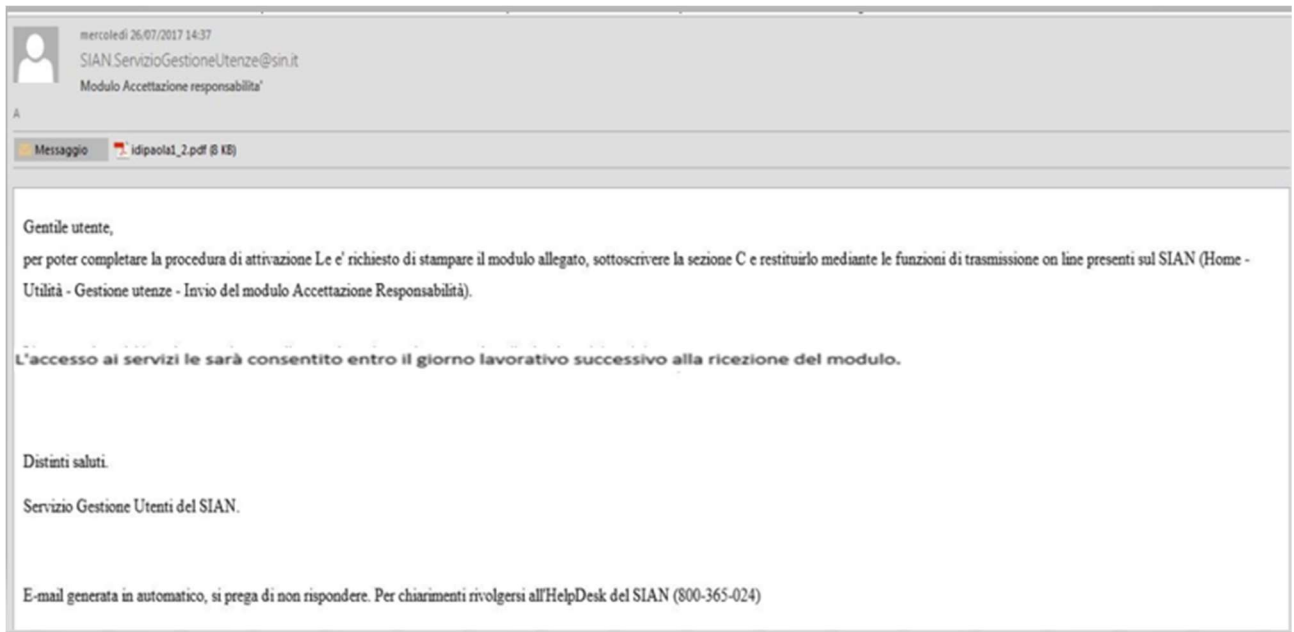 mercoledì 26/07/2017 14:37
SIAN.ServizioGestioneUtenze@sin.it
Modulo Accettazione responsabilita'
A
Messaggio idipaola1_2.pdf (8 KB)
Gentile utente,
per poter completare la procedura di attivazione Le e' richiesto di stampare il modulo allegato, sottoscrivere la sezione C e restituirlo mediante le funzioni di trasmissione on line presenti sul SIAN (Home -
Utilità - Gestione utenze - Invio del modulo Accettazione Responsabilità).
L'accesso ai servizi le sarà consentito entro il giorno lavorativo successivo alla ricezione del modulo.
Distinti saluti.
Servizio Gestione Utenti del SIAN.
E-mail generata in automatico, si prega di non rispondere. Per chiarimenti rivolgersi all'HelpDesk del SIAN (800-365-024)